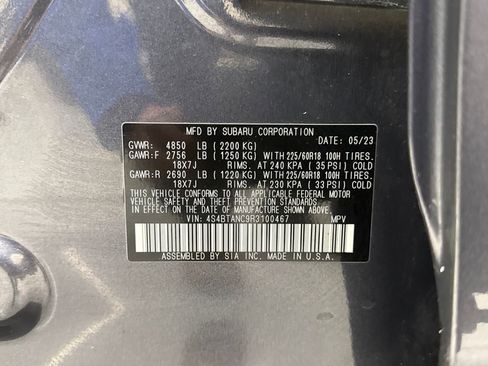 MFD BY SUBARU CORPORATION
DATE: 05/23
GVWR: 4850 LB (2200 KG)
GAWR:F 2756 LB (1250 KG) WITH 225/60R18 100H TIRES.
18X7J RIMS. AT 240 KPA (35 PSI) COLD
GAWR:R 2690 LB (1220 KG) WITH 225/60R18 100H TIRES.
18X7J RIMS. AT 230 KPA (33 PSI) COLD
THIS VEHICLE CONFORMS TO ALL APPLICABLE FEDERAL MOTOR
VEHICLE SAFETY AND THEFT PREVENTION STANDARDS
IN EFFECT ON THE DATE OF MANUFACTURE SHOWN ABOVE.
VIN: 4S4BTANC9R3100467 MPV
ASSEMBLED BY SIA INC. MADE IN U.S.A.